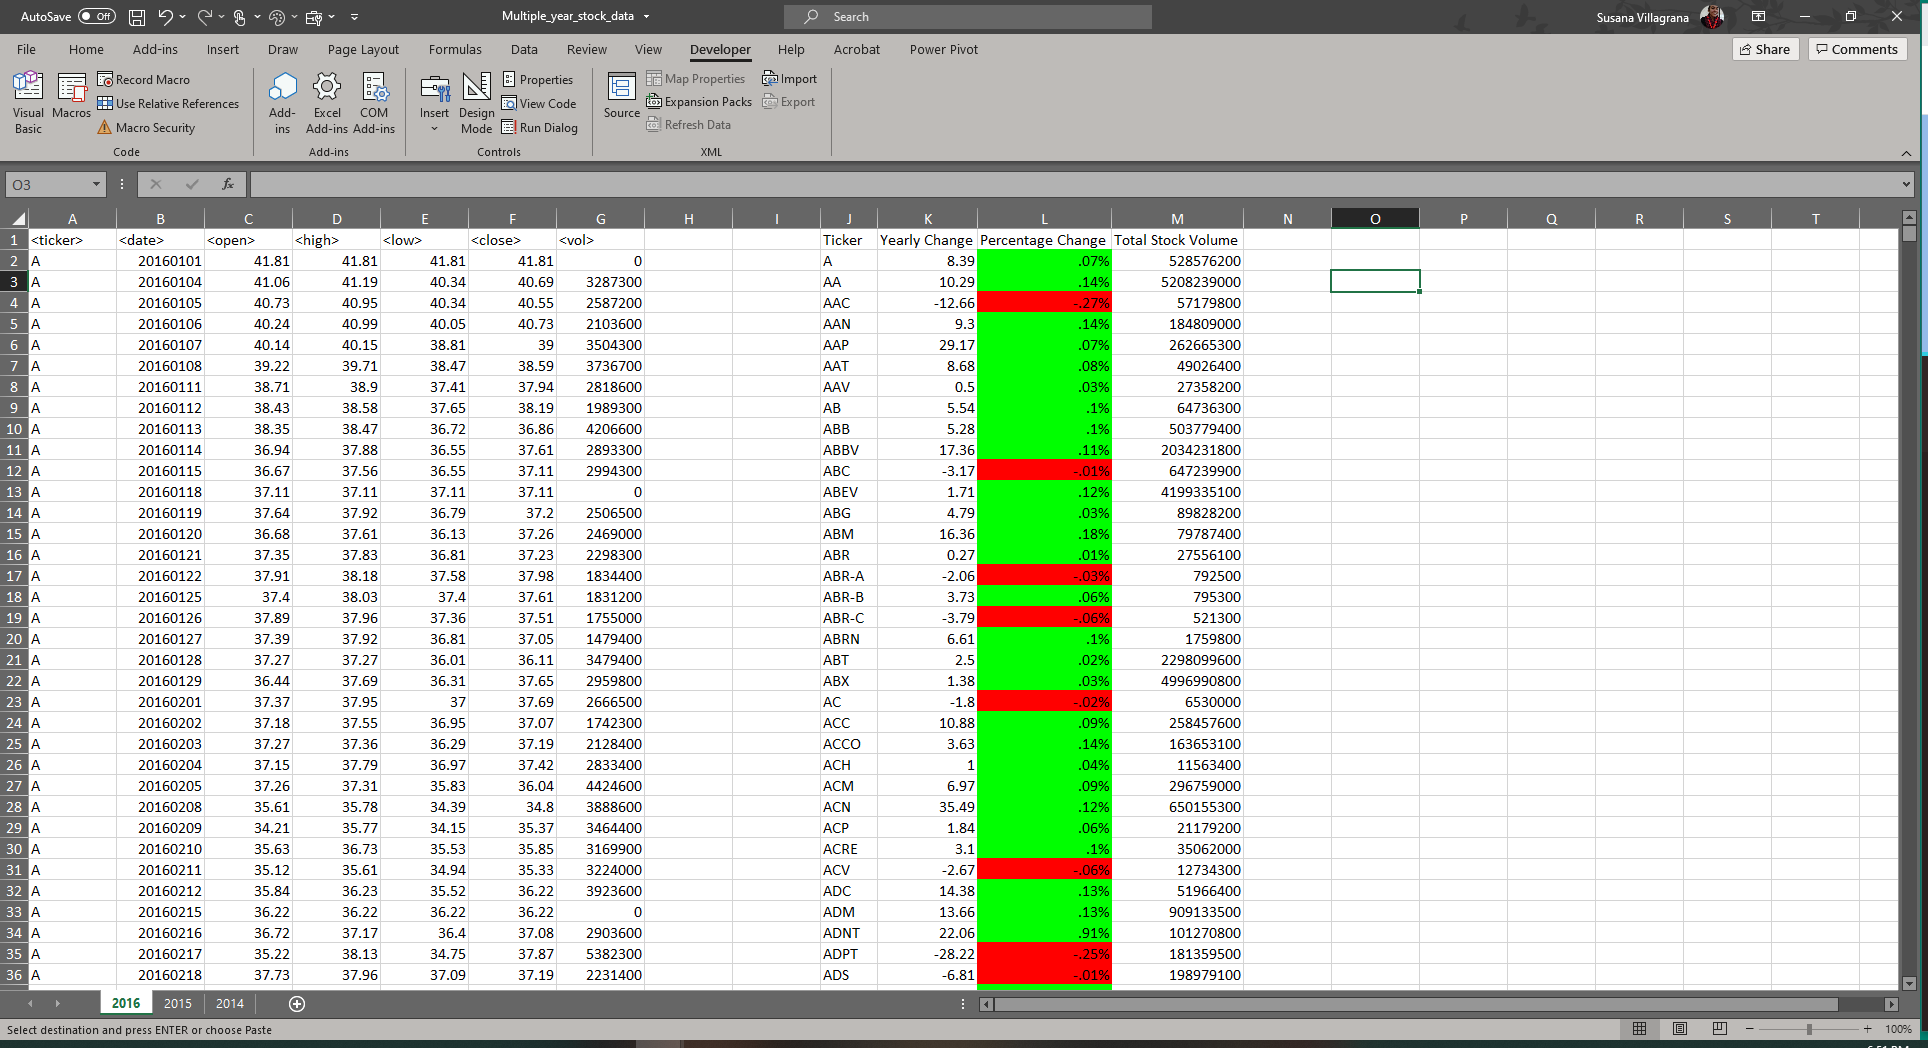 AutoSave Off Multiple_year_stock_data Search Susana Villagrana
File Home Add-ins Insert Draw Page Layout Formulas Data Review View Developer Help Acrobat Power Pivot Share Comments
Visual Basic
Macros
Record Macro
Use Relative References
Macro Security
Code
Add-ins
Excel Add-ins
COM Add-ins
Add-ins
Insert
Design Mode
Properties
View Code
Run Dialog
Controls
Source
Map Properties
Expansion Packs
Refresh Data
Import
Export
XML
O3 fx
A B C D E F G H I J K L M N O P Q R S T
1 <ticker> <date> <open> <high> <low> <close> <vol> Ticker Yearly Change Percentage Change Total Stock Volume
2 A 20160101 41.81 41.81 41.81 41.81 0 A 8.39 .07% 528576200
3 A 20160104 41.06 41.19 40.34 40.69 3287300 AA 10.29 .14% 5208239000
4 A 20160105 40.73 40.95 40.34 40.55 2587200 AAC -12.66 -.27% 57179800
5 A 20160106 40.24 40.99 40.05 40.73 2103600 AAN 9.3 .14% 184809000
6 A 20160107 40.14 40.15 38.81 39 3504300 AAP 29.17 .07% 262665300
7 A 20160108 39.22 39.71 38.47 38.59 3736700 AAT 8.68 .08% 49026400
8 A 20160111 38.71 38.9 37.41 37.94 2818600 AAV 0.5 .03% 27358200
9 A 20160112 38.43 38.58 37.65 38.19 1989300 AB 5.54 .1% 64736300
10 A 20160113 38.35 38.47 36.72 36.86 4206600 ABB 5.28 .1% 503779400
11 A 20160114 36.94 37.88 36.55 37.61 2893300 ABBV 17.36 .11% 2034231800
12 A 20160115 36.67 37.56 36.55 37.11 2994300 ABC -3.17 -.01% 647239900
13 A 20160118 37.11 37.11 37.11 37.11 0 ABEV 1.71 .12% 4199335100
14 A 20160119 37.64 37.92 36.79 37.2 2506500 ABG 4.79 .03% 89828200
15 A 20160120 36.68 37.61 36.13 37.26 2469000 ABM 16.36 .18% 79787400
16 A 20160121 37.35 37.83 36.81 37.23 2298300 ABR 0.27 .01% 27556100
17 A 20160122 37.91 38.18 37.58 37.98 1834400 ABR-A -2.06 -.03% 792500
18 A 20160125 37.4 38.03 37.4 37.61 1831200 ABR-B 3.73 .06% 795300
19 A 20160126 37.89 37.96 37.36 37.51 1755000 ABR-C -3.79 -.06% 521300
20 A 20160127 37.39 37.92 36.81 37.05 1479400 ABRN 6.61 .1% 1759800
21 A 20160128 37.27 37.27 36.01 36.11 3479400 ABT 2.5 .02% 2298099600
22 A 20160129 36.44 37.69 36.31 37.65 2959800 ABX 1.38 .03% 4996990800
23 A 20160201 37.37 37.95 37 37.69 2666500 AC -1.8 -.02% 6530000
24 A 20160202 37.18 37.55 36.95 37.07 1742300 ACC 10.88 .09% 258457600
25 A 20160203 37.27 37.36 36.29 37.19 2128400 ACCO 3.63 .14% 163653100
26 A 20160204 37.15 37.79 36.97 37.42 2833400 ACH 1 .04% 11563400
27 A 20160205 37.26 37.31 35.83 36.04 4424600 ACM 6.97 .09% 296759000
28 A 20160208 35.61 35.78 34.39 34.8 3888600 ACN 35.49 .12% 650155300
29 A 20160209 34.21 35.77 34.15 35.37 3464400 ACP 1.84 .06% 21179200
30 A 20160210 35.63 36.73 35.53 35.85 3169900 ACRE 3.1 .1% 35062000
31 A 20160211 35.12 35.61 34.94 35.33 3224000 ACV -2.67 -.06% 12734300
32 A 20160212 35.84 36.23 35.52 36.22 3923600 ADC 14.38 .13% 51966400
33 A 20160215 36.22 36.22 36.22 36.22 0 ADM 13.66 .13% 909133500
34 A 20160216 36.72 37.17 36.4 37.08 2903600 ADNT 22.06 .91% 101270800
35 A 20160217 35.22 38.13 34.75 37.87 5382300 ADPT -28.22 -.25% 181359500
36 A 20160218 37.73 37.96 37.09 37.19 2231400 ADS -6.81 -.01% 198979100
2016 2015 2014
Select destination and press ENTER or choose Paste 100%